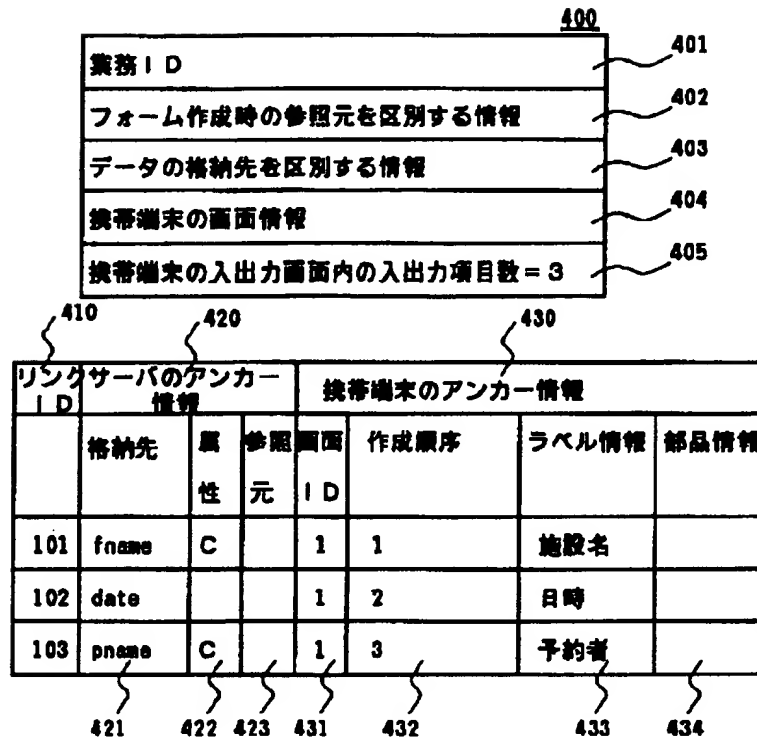 400
業務ID
401
フォーム作成時の参照元を区別する情報
402
データの格納先を区別する情報
403
携帯端末の画面情報
404
携帯端末の入出力画面内の入出力項目数=3
405
410 420 430
リンク サーバのアンカー 携帯端末のアンカー情報
ID 情報
格納先 属 参照 画面 作成順序 ラベル情報 部品情報
性 元 ID
101 fname C 1 1 施設名
102 date 1 2 日時
103 pname C 1 3 予約者
421 422 423 431 432 433 434